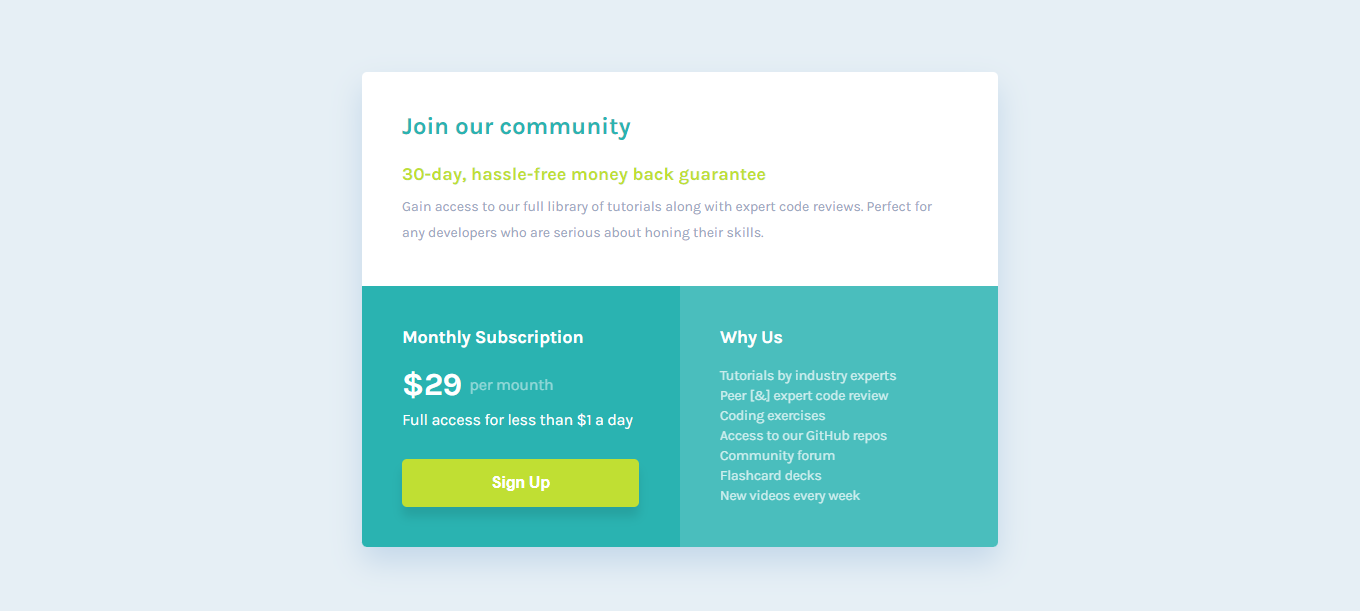 Join our community
30-day, hassle-free money back guarantee
Gain access to our full library of tutorials along with expert code reviews. Perfect for
any developers who are serious about honing their skills.
Monthly Subscription
$29 per mounth
Full access for less than $1 a day
Sign Up
Why Us
Tutorials by industry experts
Peer [&] expert code review
Coding exercises
Access to our GitHub repos
Community forum
Flashcard decks
New videos every week